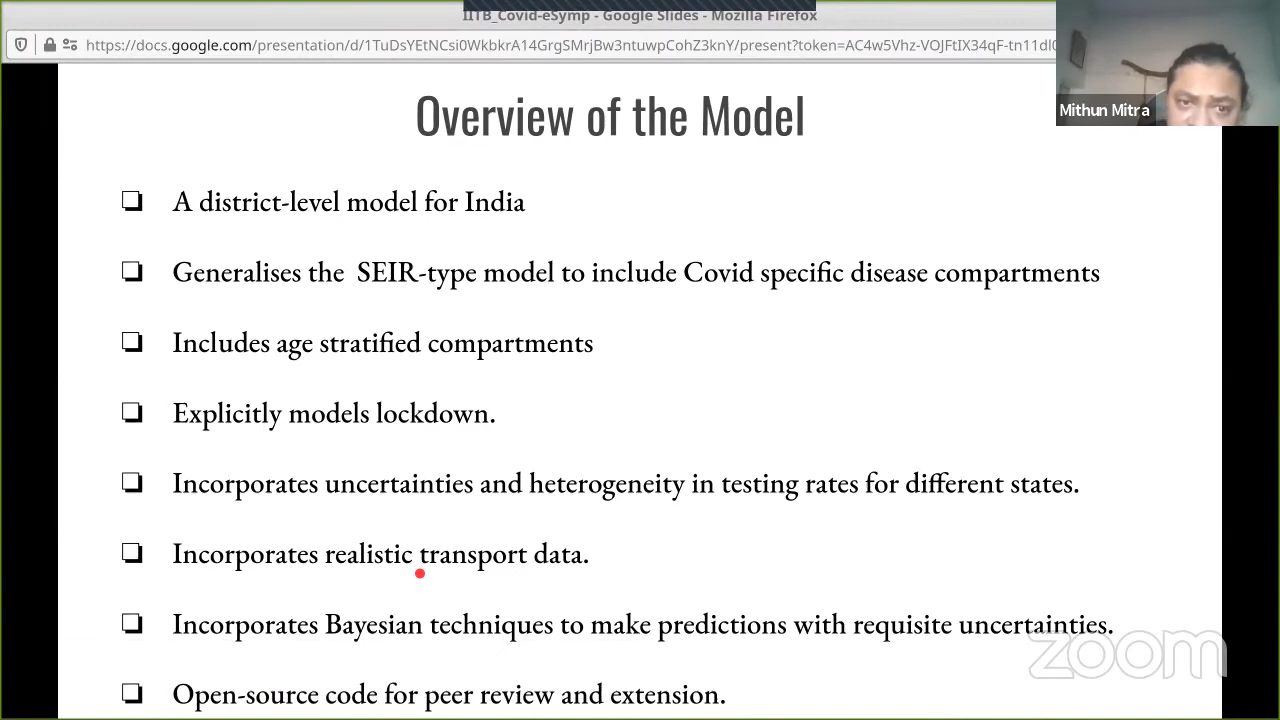 IITB_Covid-eSymp - Google Slides - Mozilla Firefox
https://docs.google.com/presentation/d/1TuDsYEtNCsi0WkbkrA14GrgSMrjBw3ntuwpCohZ3knY/present?token=AC4w5Vhz-VOJFtIX34qF-tn11dl
Mithun Mitra
Overview of the Model
❏ A district-level model for India
❏ Generalises the SEIR-type model to include Covid specific disease compartments
❏ Includes age stratified compartments
❏ Explicitly models lockdown.
❏ Incorporates uncertainties and heterogeneity in testing rates for different states.
❏ Incorporates realistic transport data.
❏ Incorporates Bayesian techniques to make predictions with requisite uncertainties.
❏ Open-source code for peer review and extension.
zoom